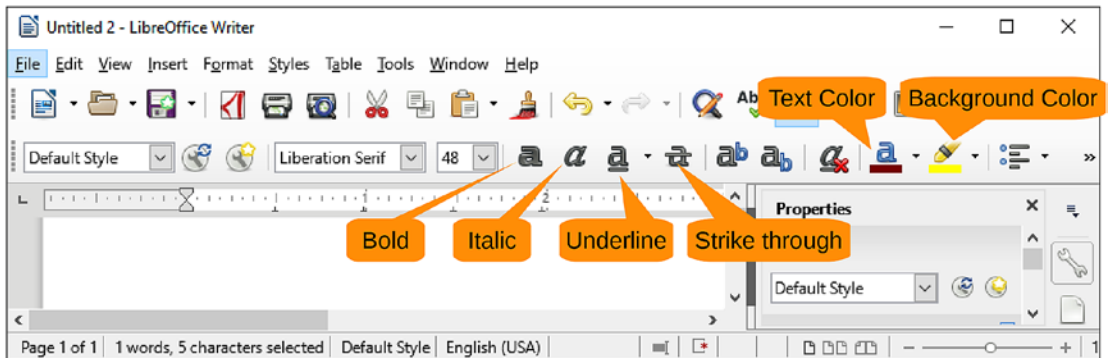 Untitled 2 - LibreOffice Writer
File Edit View Insert Format Styles Table Tools Window Help
Text Color Background Color
Default Style Liberation Serif 48
Bold Italic Underline Strike through
Properties
Default Style
Page 1 of 1 1 words, 5 characters selected Default Style English (USA)